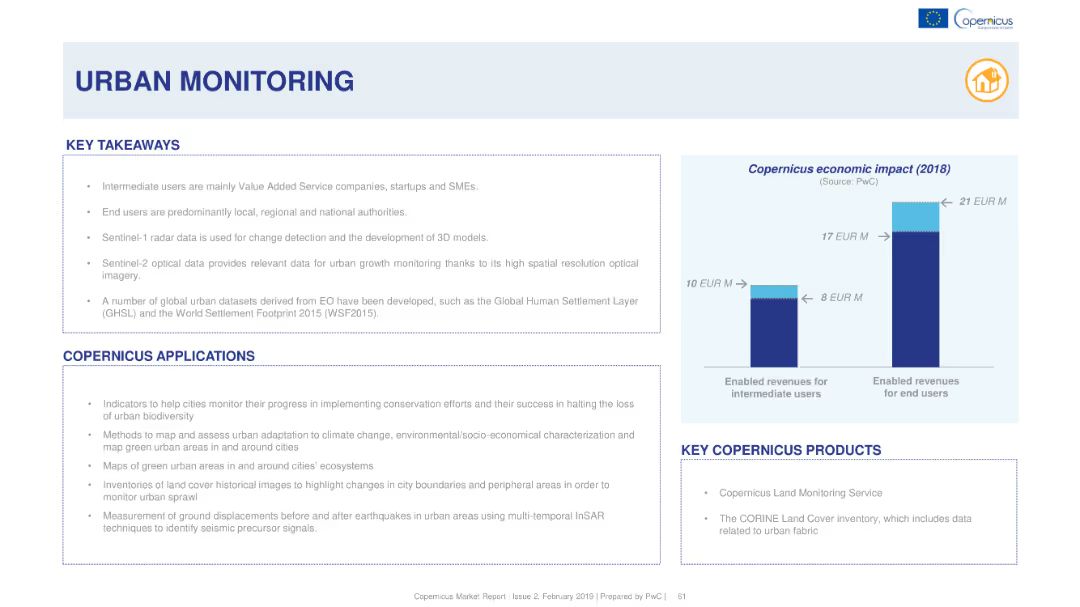 Copernicus
URBAN MONITORING
KEY TAKEAWAYS
• Intermediate users are mainly Value Added Service companies, startups and SMEs.
• End users are predominantly local, regional and national authorities.
• Sentinel-1 radar data is used for change detection and the development of 3D models.
• Sentinel-2 optical data provides relevant data for urban growth monitoring thanks to its high spatial resolution optical
imagery.
• A number of global urban datasets derived from EO have been developed, such as the Global Human Settlement Layer
(GHSL) and the World Settlement Footprint 2015 (WSF2015).
COPERNICUS APPLICATIONS
• Indicators to help cities monitor their progress in implementing conservation efforts and their success in halting the loss
of urban biodiversity
• Methods to map and assess urban adaptation to climate change, environmental/socio-economical characterization and
map green urban areas in and around cities
• Maps of green urban areas in and around cities' ecosystems
• Inventories of land cover historical images to highlight changes in city boundaries and peripheral areas in order to
monitor urban sprawl
• Measurement of ground displacements before and after earthquakes in urban areas using multi-temporal InSAR
techniques to identify seismic precursor signals.
Copernicus economic impact (2018)
(Source: PwC)
21 EUR M
17 EUR M
10 EUR M
8 EUR M
Enabled revenues for
intermediate users
Enabled revenues
for end users
KEY COPERNICUS PRODUCTS
• Copernicus Land Monitoring Service
• The CORINE Land Cover inventory, which includes data
related to urban fabric
Copernicus Market Report - Issue 2, February 2019 | Prepared by PwC | 61